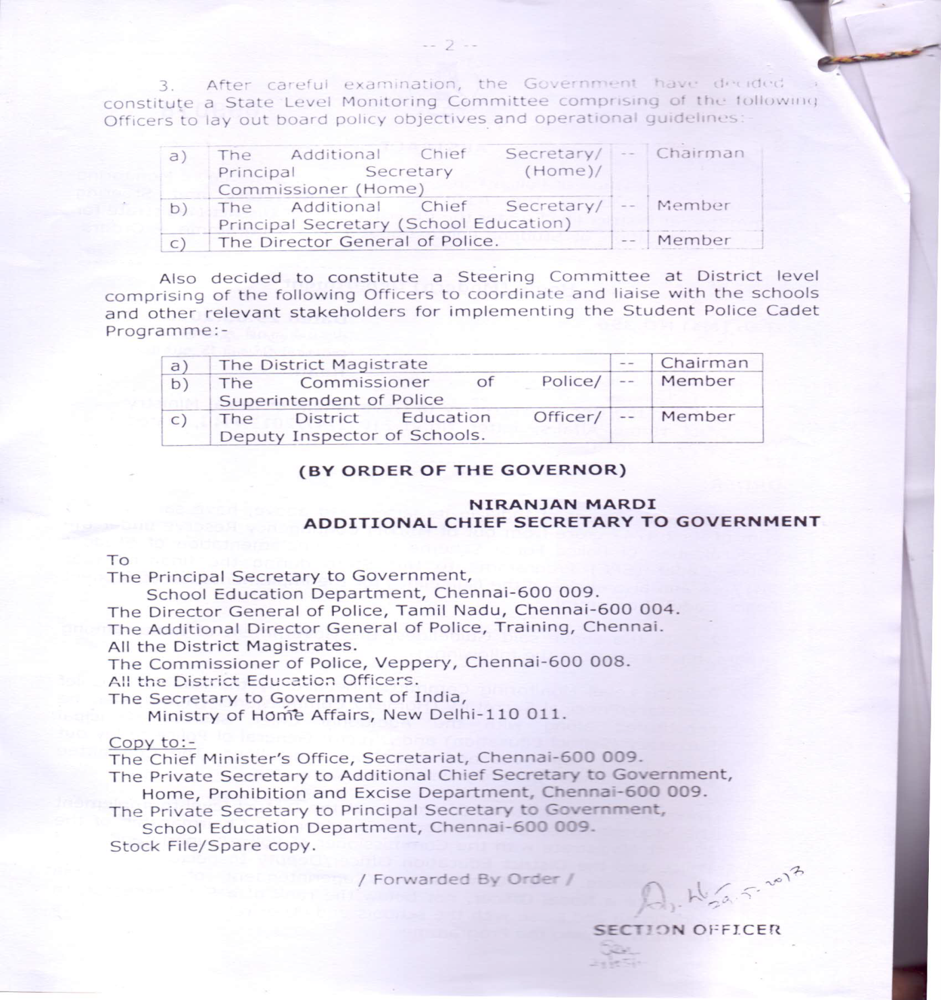 -- 2 --
3. After careful examination, the Government have decided
constitute a State Level Monitoring Committee comprising of the following
Officers to lay out board policy objectives and operational guidelines:-
a) The Additional Chief Secretary/ -- Chairman
Principal Secretary (Home)/
Commissioner (Home)
b) The Additional Chief Secretary/ -- Member
Principal Secretary (School Education)
c) The Director General of Police. -- Member
Also decided to constitute a Steering Committee at District level
comprising of the following Officers to coordinate and liaise with the schools
and other relevant stakeholders for implementing the Student Police Cadet
Programme:-
a) The District Magistrate -- Chairman
b) The Commissioner of Police/ -- Member
Superintendent of Police
c) The District Education Officer/ -- Member
Deputy Inspector of Schools.
(BY ORDER OF THE GOVERNOR)
NIRANJAN MARDI
ADDITIONAL CHIEF SECRETARY TO GOVERNMENT
To
The Principal Secretary to Government,
School Education Department, Chennai-600 009.
The Director General of Police, Tamil Nadu, Chennai-600 004.
The Additional Director General of Police, Training, Chennai.
All the District Magistrates.
The Commissioner of Police, Veppery, Chennai-600 008.
All the District Education Officers.
The Secretary to Government of India,
Ministry of Home Affairs, New Delhi-110 011.
Copy to:-
The Chief Minister's Office, Secretariat, Chennai-600 009.
The Private Secretary to Additional Chief Secretary to Government,
Home, Prohibition and Excise Department, Chennai-600 009.
The Private Secretary to Principal Secretary to Government,
School Education Department, Chennai-600 009.
Stock File/Spare copy.
/ Forwarded By Order /
29-5-2013
SECTION OFFICER